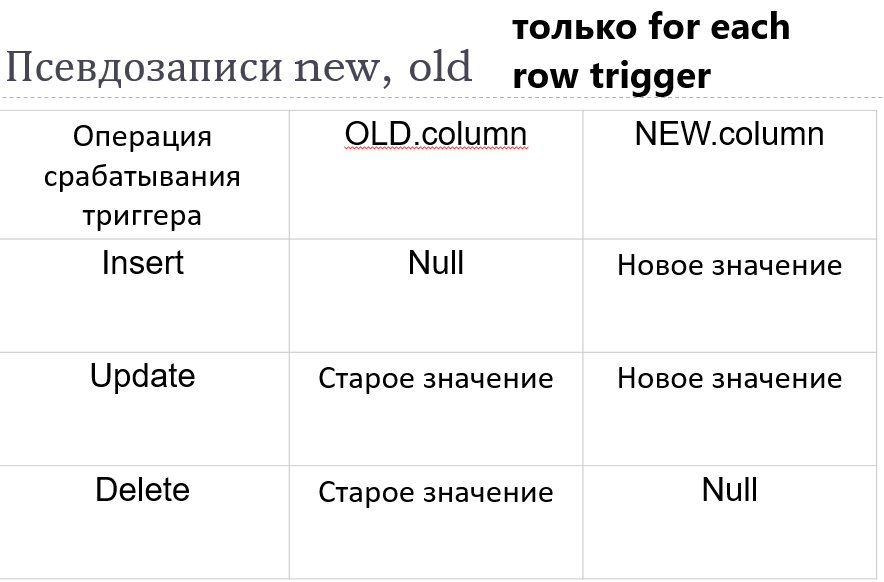 только for each
row trigger
Псевдозаписи new, old
Операция
срабатывания
триггера
OLD.column
NEW.column
Insert
Null
Новое значение
Update
Старое значение
Новое значение
Delete
Старое значение
Null